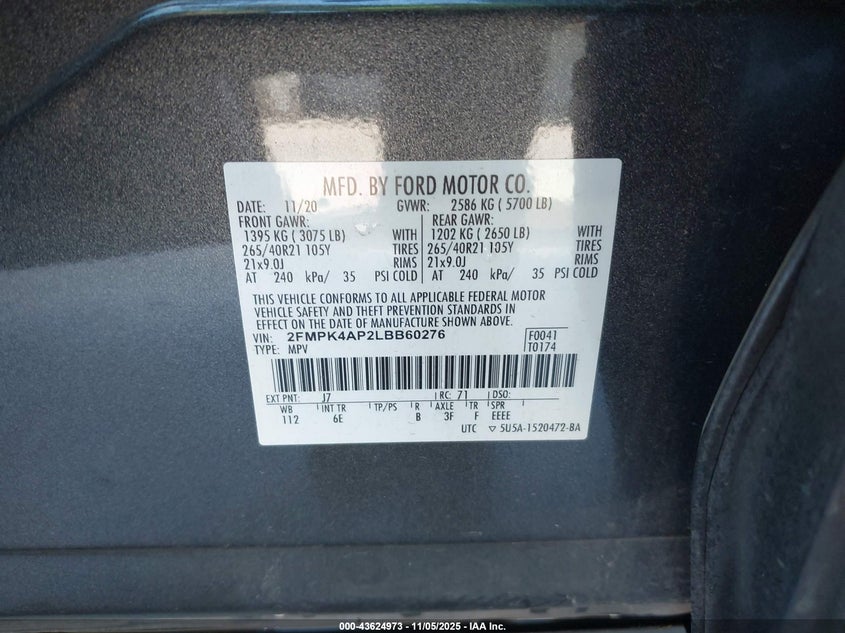 MFD. BY FORD MOTOR CO.
DATE: 11/20 GVWR: 2586 KG ( 5700 LB)
FRONT GAWR: REAR GAWR:
1395 KG ( 3075 LB) WITH 1202 KG ( 2650 LB) WITH
265/40R21 105Y TIRES 265/40R21 105Y TIRES
21x9.0J RIMS 21x9.0J RIMS
AT 240 kPa/ 35 PSI COLD AT 240 kPa/ 35 PSI COLD
THIS VEHICLE CONFORMS TO ALL APPLICABLE FEDERAL MOTOR
VEHICLE SAFETY AND THEFT PREVENTION STANDARDS IN
EFFECT ON THE DATE OF MANUFACTURE SHOWN ABOVE.
VIN: 2FMPK4AP2LBB60276 F0041
TYPE: MPV T0174
EXT PNT: J7 RC: 71 DSO:
WB INT TR TP/PS R AXLE TR SPR
112 6E B 3F F EEEE
UTC ▽ 5U5A-1520472-BA
000-43624973 - 11/05/2025 - IAA Inc.